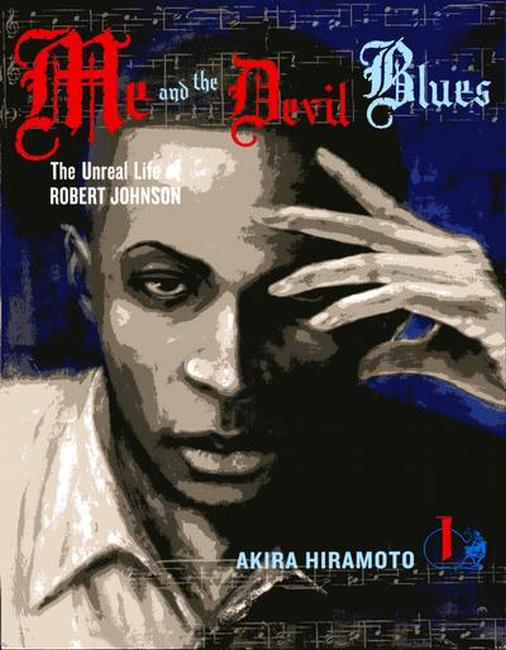 Me and the Devil Blues
The Unreal Life of
ROBERT JOHNSON
AKIRA HIRAMOTO
1